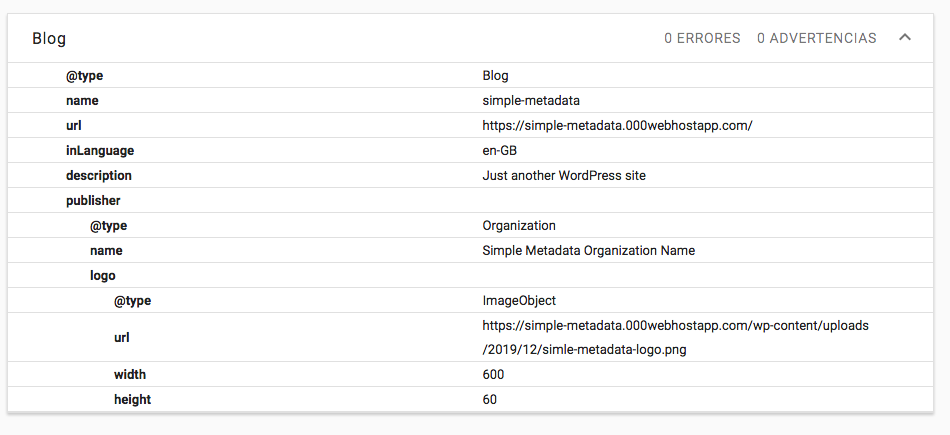 Blog 0 ERRORES 0 ADVERTENCIAS
@type Blog
name simple-metadata
url https://simple-metadata.000webhostapp.com/
inLanguage en-GB
description Just another WordPress site
publisher
@type Organization
name Simple Metadata Organization Name
logo
@type ImageObject
url https://simple-metadata.000webhostapp.com/wp-content/uploads
/2019/12/simle-metadata-logo.png
width 600
height 60